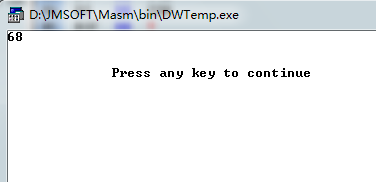 D:\JMSOFT\Masm\bin\DWTemp.exe
68
Press any key to continue